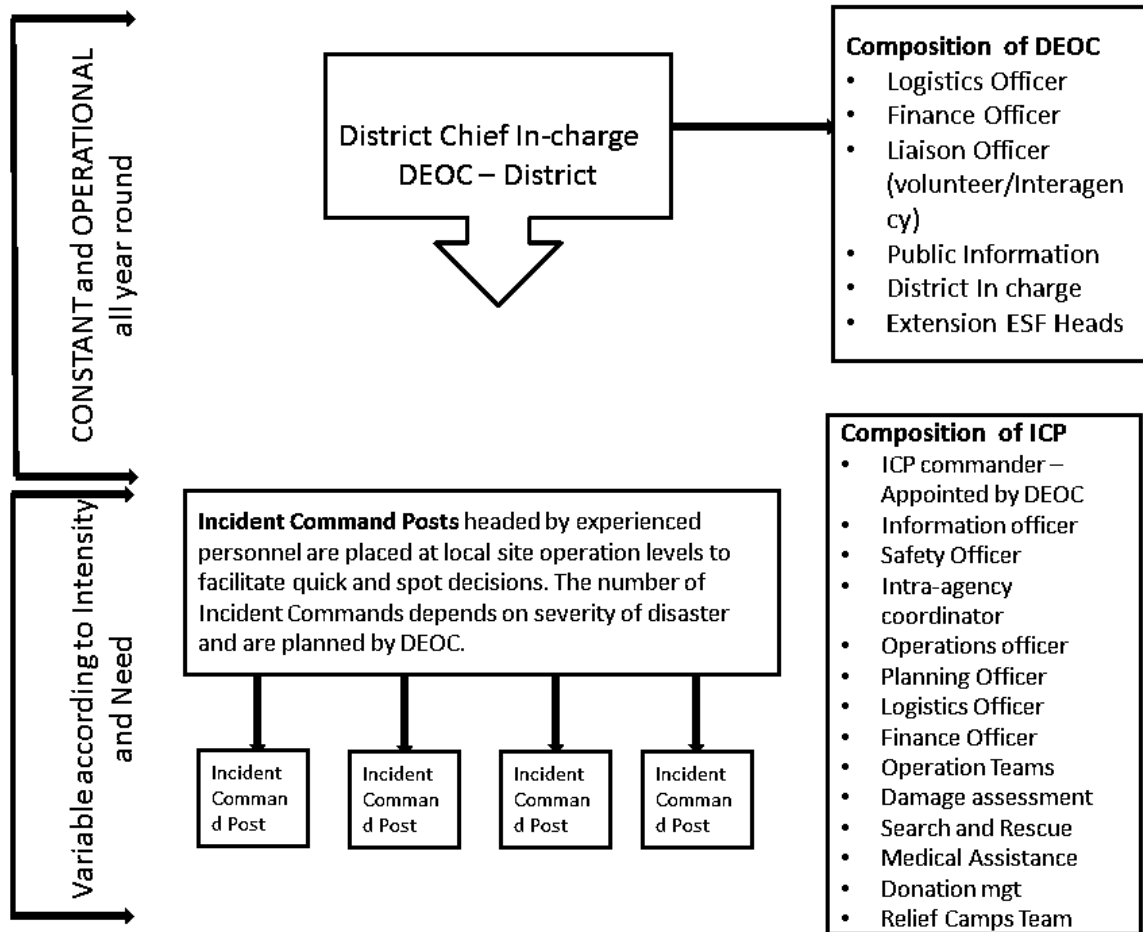 CONSTANT and OPERATIONAL
all year round
District Chief In-charge
DEOC – District
Composition of DEOC
• Logistics Officer
• Finance Officer
• Liaison Officer
(volunteer/Interagen
cy)
• Public Information
• District In charge
• Extension ESF Heads
Variable according to Intensity
and Need
Incident Command Posts headed by experienced
personnel are placed at local site operation levels to
facilitate quick and spot decisions. The number of
Incident Commands depends on severity of disaster
and are planned by DEOC.
Incident
Comman
d Post
Incident
Comman
d Post
Incident
Comman
d Post
Incident
Comman
d Post
Composition of ICP
• ICP commander –
Appointed by DEOC
• Information officer
• Safety Officer
• Intra-agency
coordinator
• Operations officer
• Planning Officer
• Logistics Officer
• Finance Officer
• Operation Teams
• Damage assessment
• Search and Rescue
• Medical Assistance
• Donation mgt
• Relief Camps Team